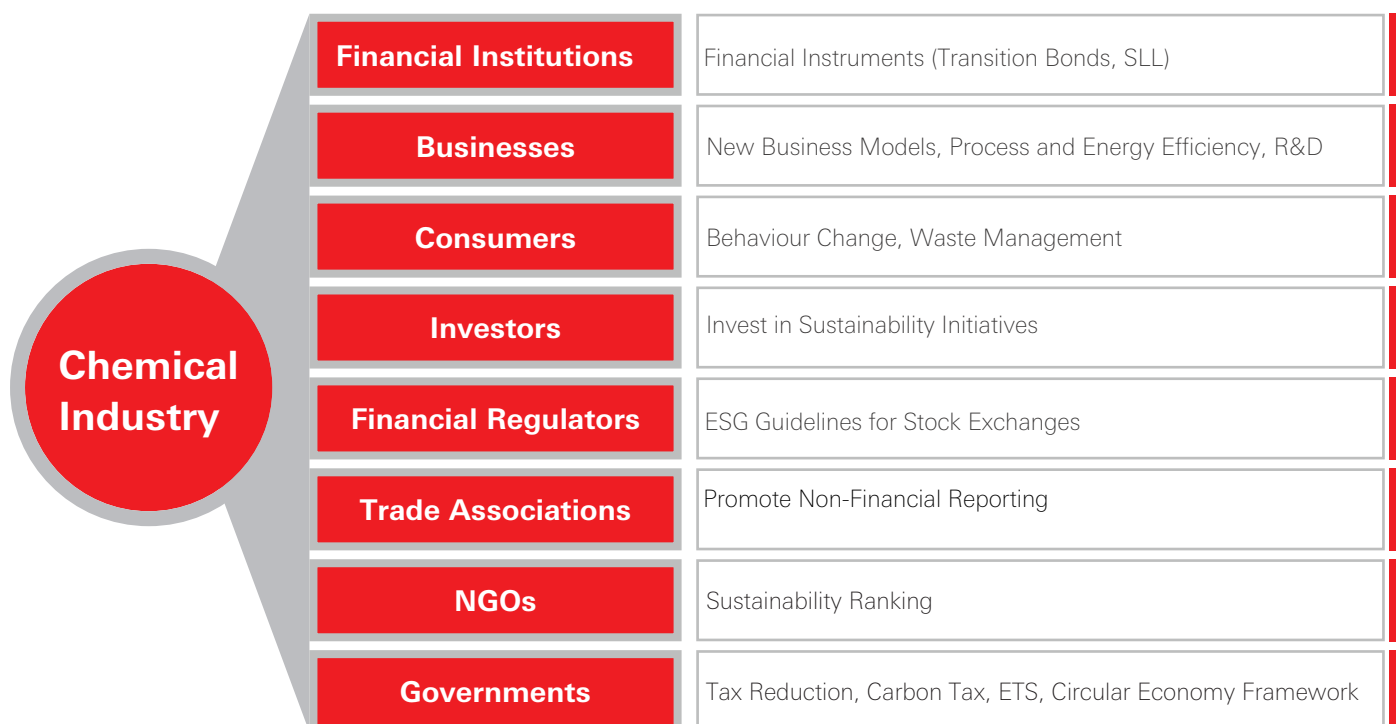 Chemical
Industry
Financial Institutions
Financial Instruments (Transition Bonds, SLL)
Businesses
New Business Models, Process and Energy Efficiency, R&D
Consumers
Behaviour Change, Waste Management
Investors
Invest in Sustainability Initiatives
Financial Regulators
ESG Guidelines for Stock Exchanges
Trade Associations
Promote Non-Financial Reporting
NGOs
Sustainability Ranking
Governments
Tax Reduction, Carbon Tax, ETS, Circular Economy Framework